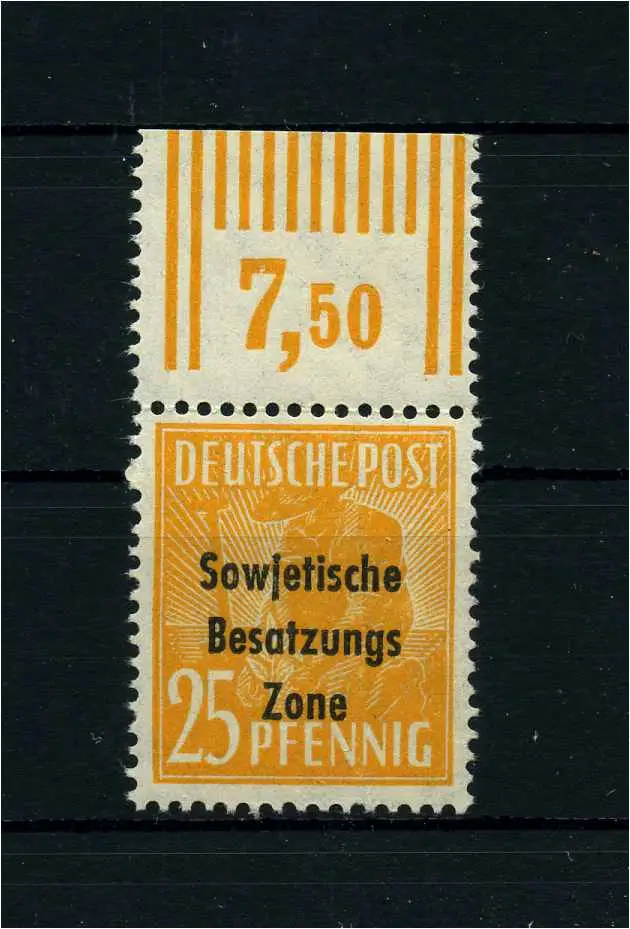 7,50
DEUTSCHE POST
Sowjetische
Besatzungs
Zone
25 PFENNIG